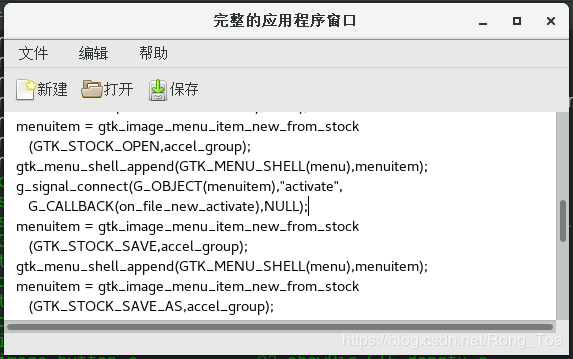 完整的应用程序窗口
文件 编辑 帮助
新建 打开 保存
menuitem = gtk_image_menu_item_new_from_stock
(GTK_STOCK_OPEN,accel_group);
gtk_menu_shell_append(GTK_MENU_SHELL(menu),menuitem);
g_signal_connect(G_OBJECT(menuitem),"activate",
G_CALLBACK(on_file_new_activate),NULL);
menuitem = gtk_image_menu_item_new_from_stock
(GTK_STOCK_SAVE,accel_group);
gtk_menu_shell_append(GTK_MENU_SHELL(menu),menuitem);
menuitem = gtk_image_menu_item_new_from_stock
(GTK_STOCK_SAVE_AS,accel_group);
https://blog.csdn.net/Rong_Toa